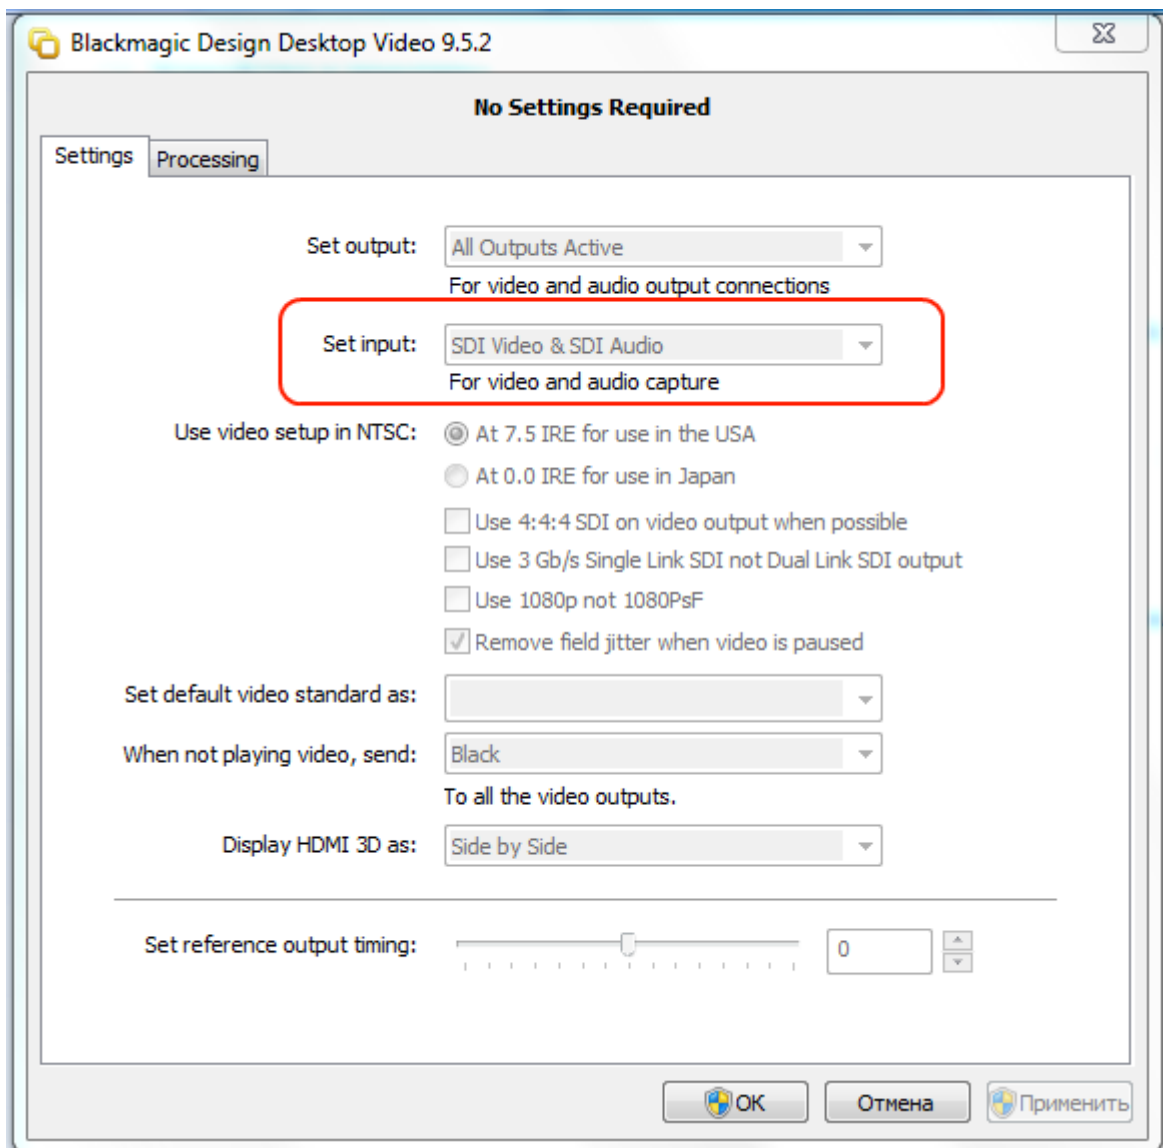 Blackmagic Design Desktop Video 9.5.2
No Settings Required
Settings Processing
Set output: All Outputs Active
For video and audio output connections
Set input: SDI Video & SDI Audio
For video and audio capture
Use video setup in NTSC: At 7.5 IRE for use in the USA
At 0.0 IRE for use in Japan
Use 4:4:4 SDI on video output when possible
Use 3 Gb/s Single Link SDI not Dual Link SDI output
Use 1080p not 1080PsF
Remove field jitter when video is paused
Set default video standard as:
When not playing video, send: Black
To all the video outputs.
Display HDMI 3D as: Side by Side
Set reference output timing: 0
OK Отмена Применить